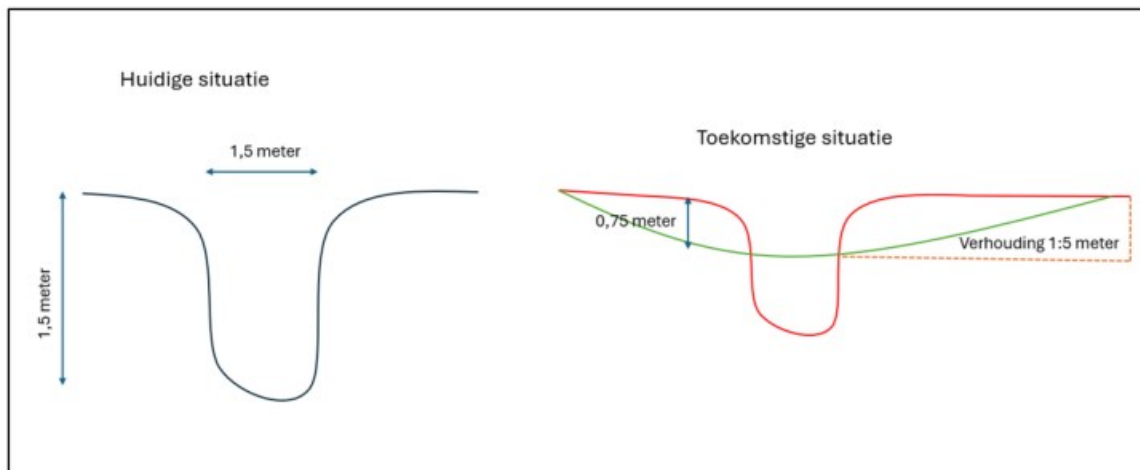 Huidige situatie
1,5 meter
1,5 meter
Toekomstige situatie
0,75 meter
Verhouding 1:5 meter